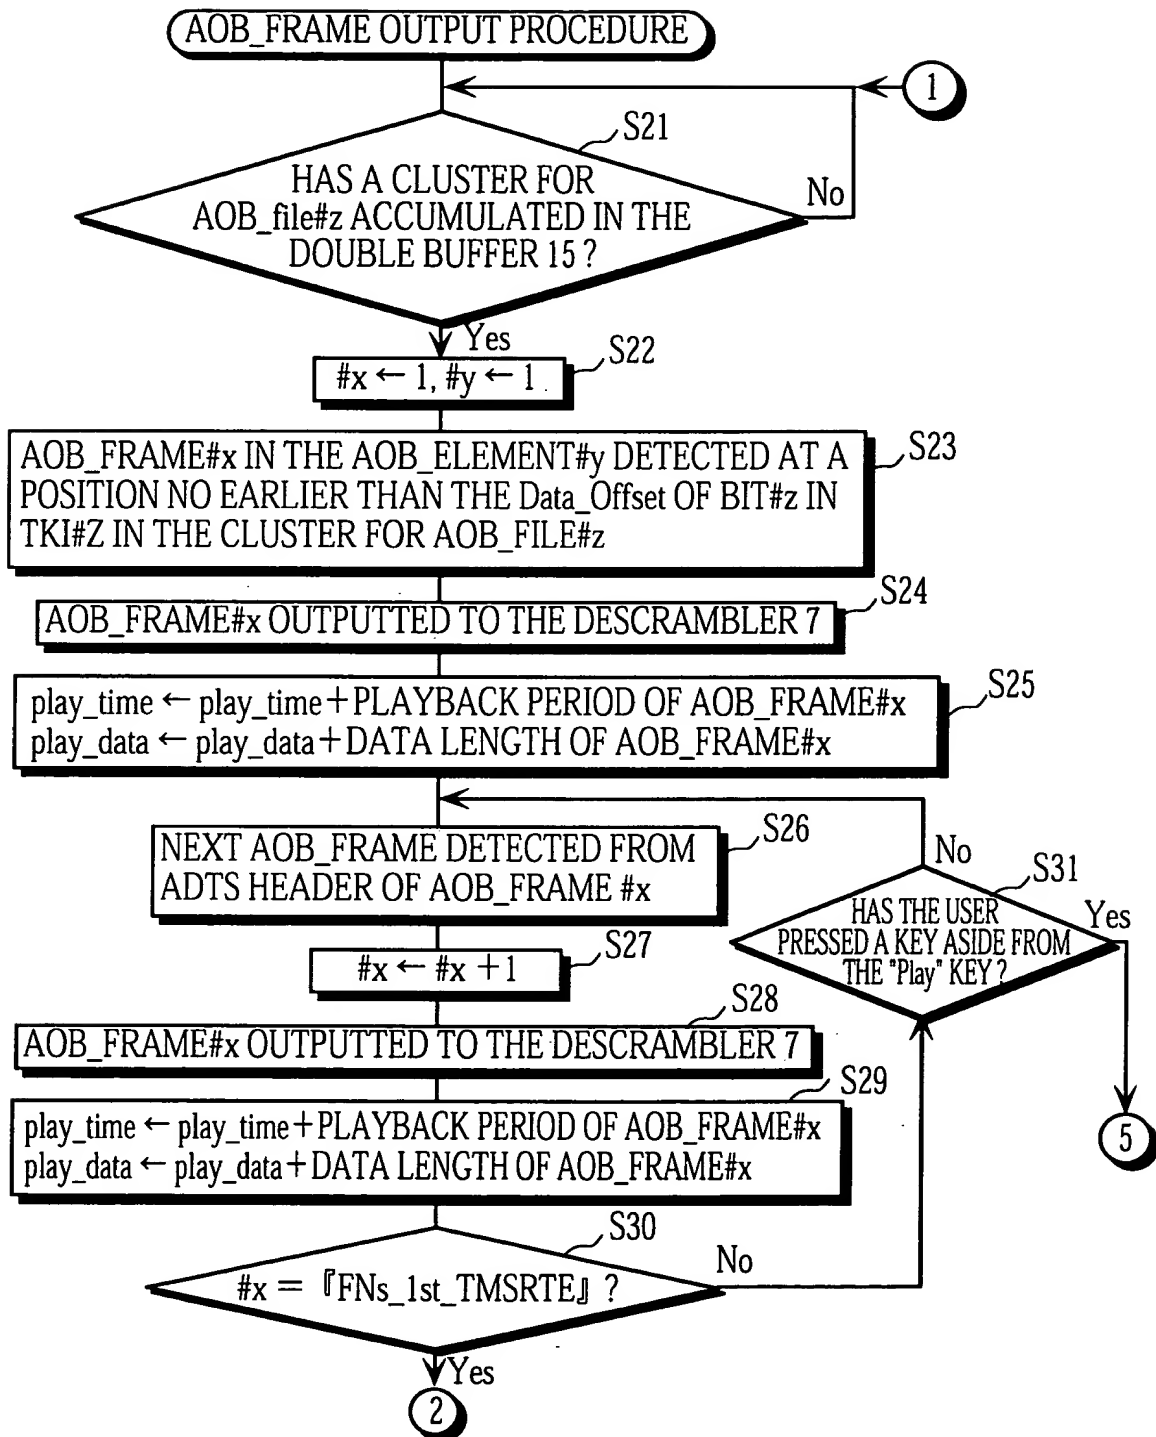 AOB_FRAME OUTPUT PROCEDURE
1
S21
HAS A CLUSTER FOR
AOB_file#z ACCUMULATED IN THE
DOUBLE BUFFER 15 ?
No
Yes
S22
#x ← 1, #y ← 1
S23
AOB_FRAME#x IN THE AOB_ELEMENT#y DETECTED AT A
POSITION NO EARLIER THAN THE Data_Offset OF BIT#z IN
TKI#Z IN THE CLUSTER FOR AOB_FILE#z
S24
AOB_FRAME#x OUTPUTTED TO THE DESCRAMBLER 7
S25
play_time ← play_time+PLAYBACK PERIOD OF AOB_FRAME#x
play_data ← play_data+DATA LENGTH OF AOB_FRAME#x
S26
NEXT AOB_FRAME DETECTED FROM
ADTS HEADER OF AOB_FRAME #x
No
S31
HAS THE USER
PRESSED A KEY ASIDE FROM
THE "Play" KEY ?
Yes
S27
#x ← #x +1
S28
AOB_FRAME#x OUTPUTTED TO THE DESCRAMBLER 7
S29
play_time ← play_time+PLAYBACK PERIOD OF AOB_FRAME#x
play_data ← play_data+DATA LENGTH OF AOB_FRAME#x
5
S30
#x = 『FNs_1st_TMSRTE』 ?
No
Yes
2